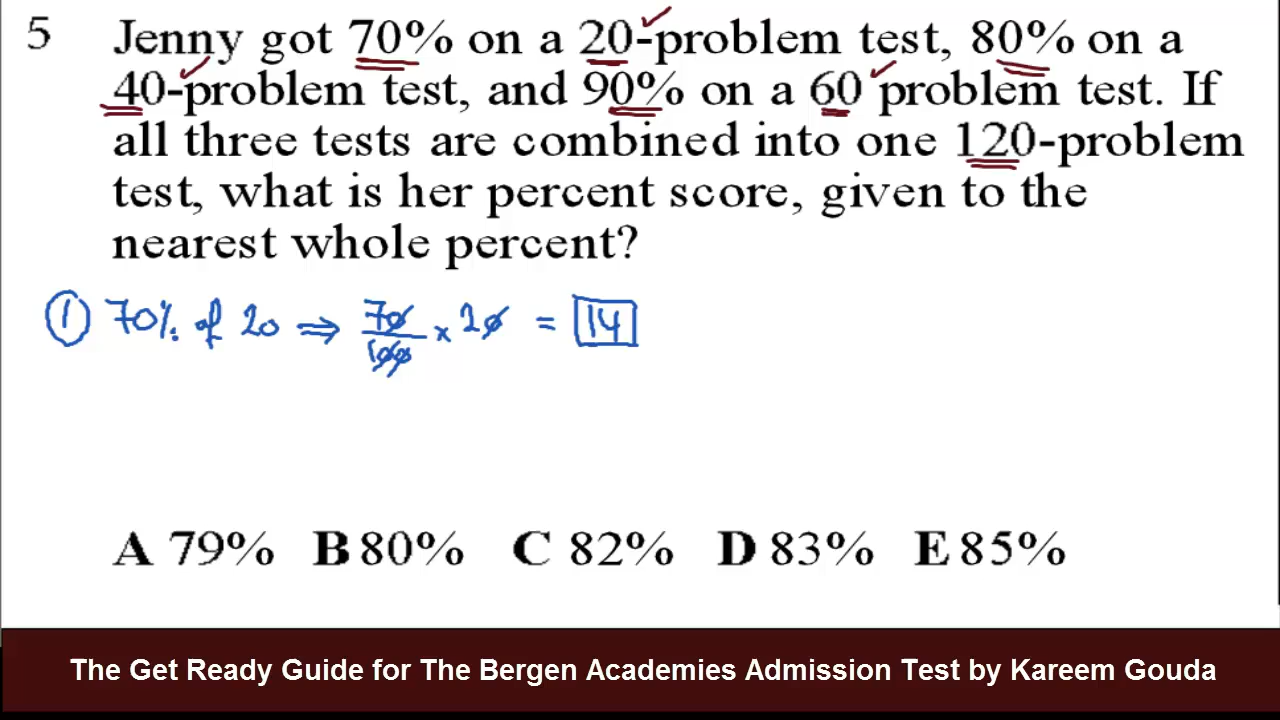 5 Jenny got 70% on a 20-problem test, 80% on a
40-problem test, and 90% on a 60 problem test. If
all three tests are combined into one 120-problem
test, what is her percent score, given to the
nearest whole percent?
① 70% of 20 ⇒ 70/100 × 20 = 14
A 79% B 80% C 82% D 83% E 85%
The Get Ready Guide for The Bergen Academies Admission Test by Kareem Gouda